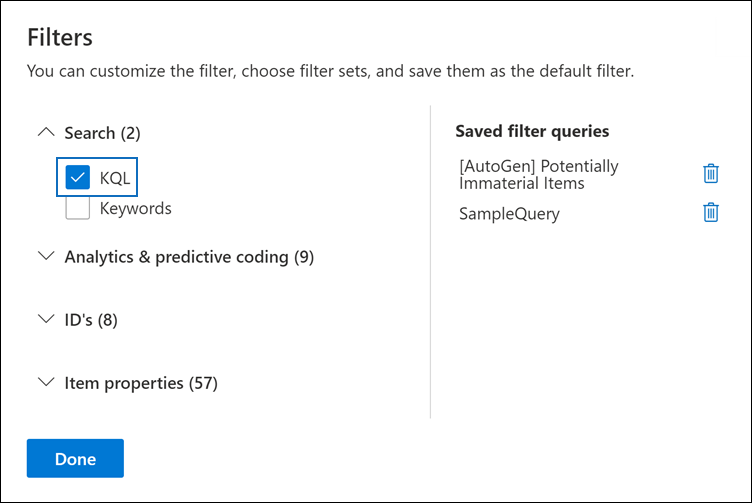 Filters
You can customize the filter, choose filter sets, and save them as the default filter.
Search (2)
KQL
Keywords
Analytics & predictive coding (9)
ID's (8)
Item properties (57)
Saved filter queries
[AutoGen] Potentially
Immaterial Items
SampleQuery
Done